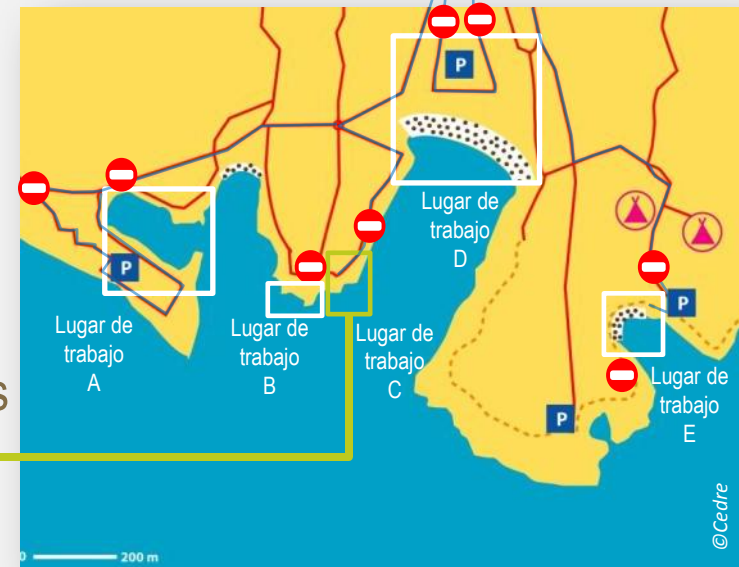 P
Lugar de
trabajo
D
P
Lugar de
trabajo
A
Lugar de
trabajo
B
Lugar de
trabajo
C
P
Lugar de
trabajo
E
P
s
0 200 m
©Cedre